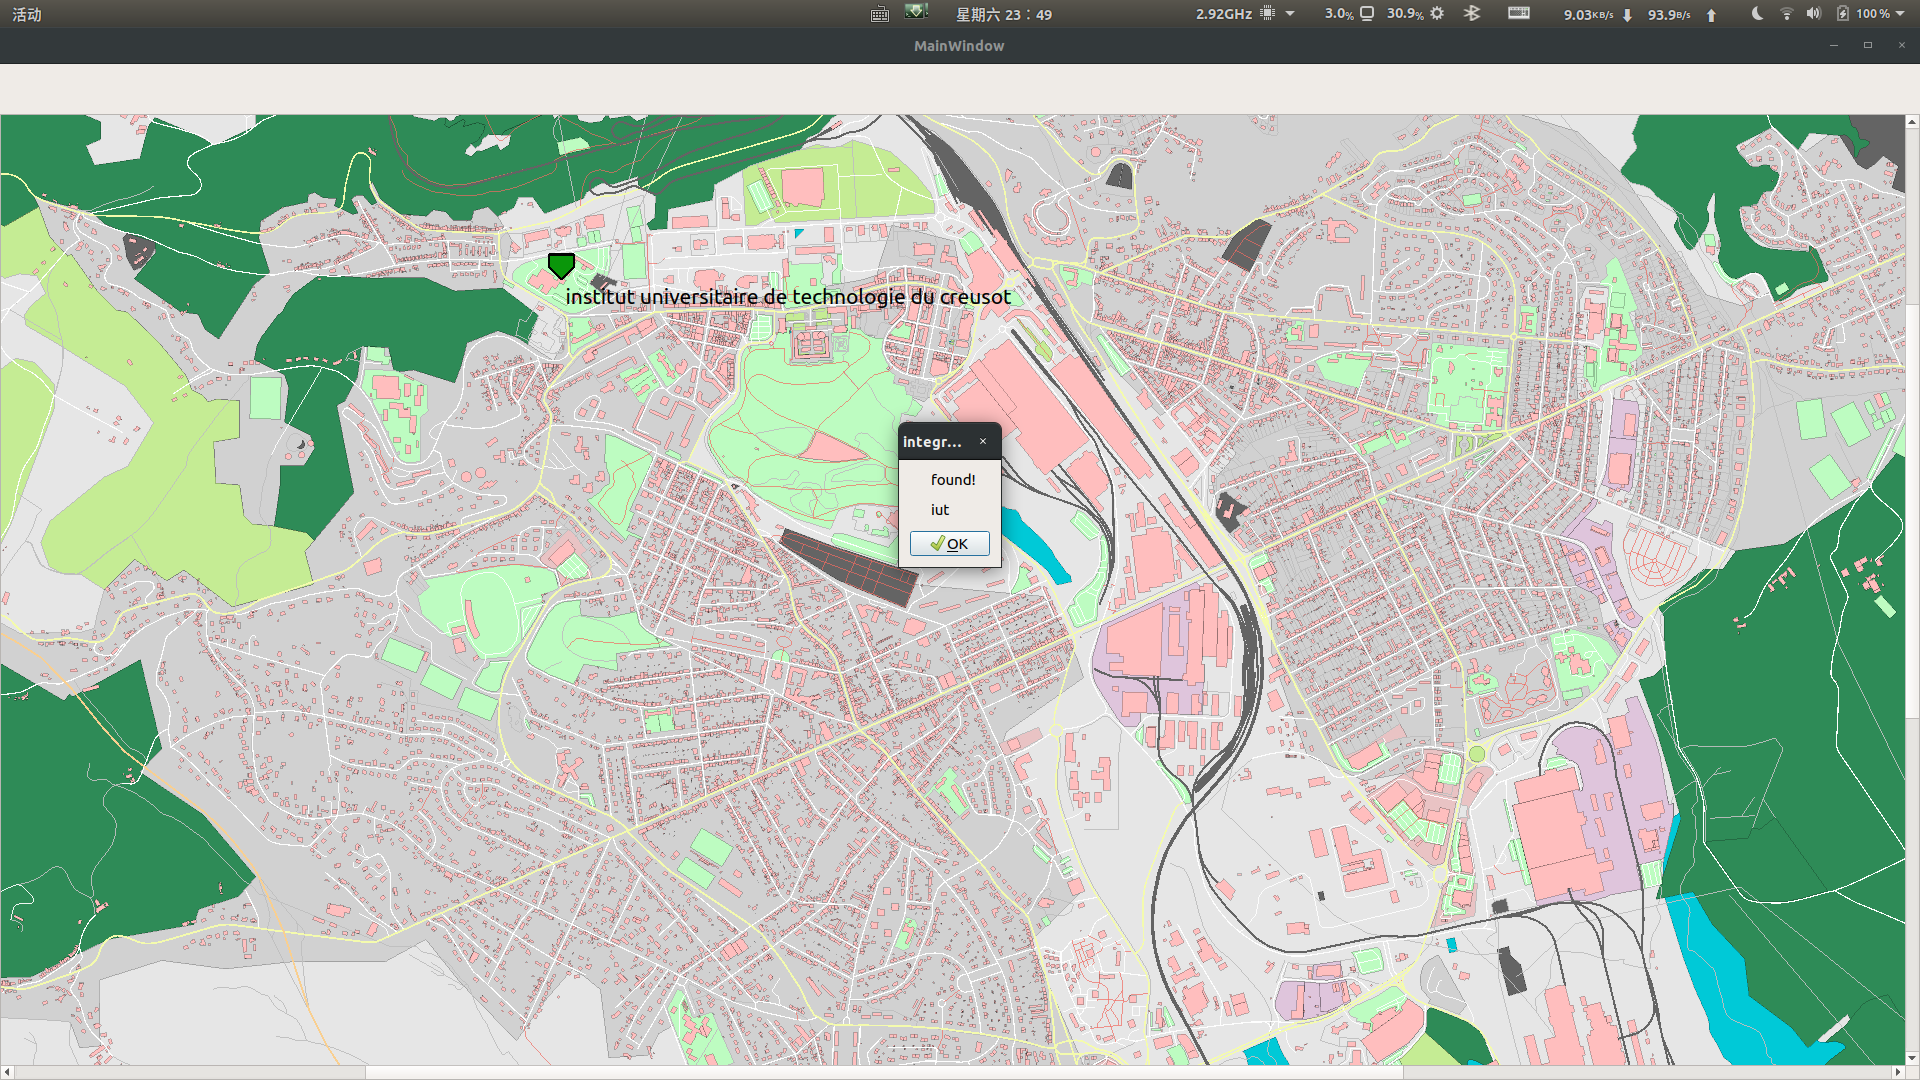 活动
星期六 23：49
2.92GHz
3.0%
30.9%
9.03KB/s
93.9B/s
100%
MainWindow
institut universitaire de technologie du creusot
integr...
found!
iut
OK